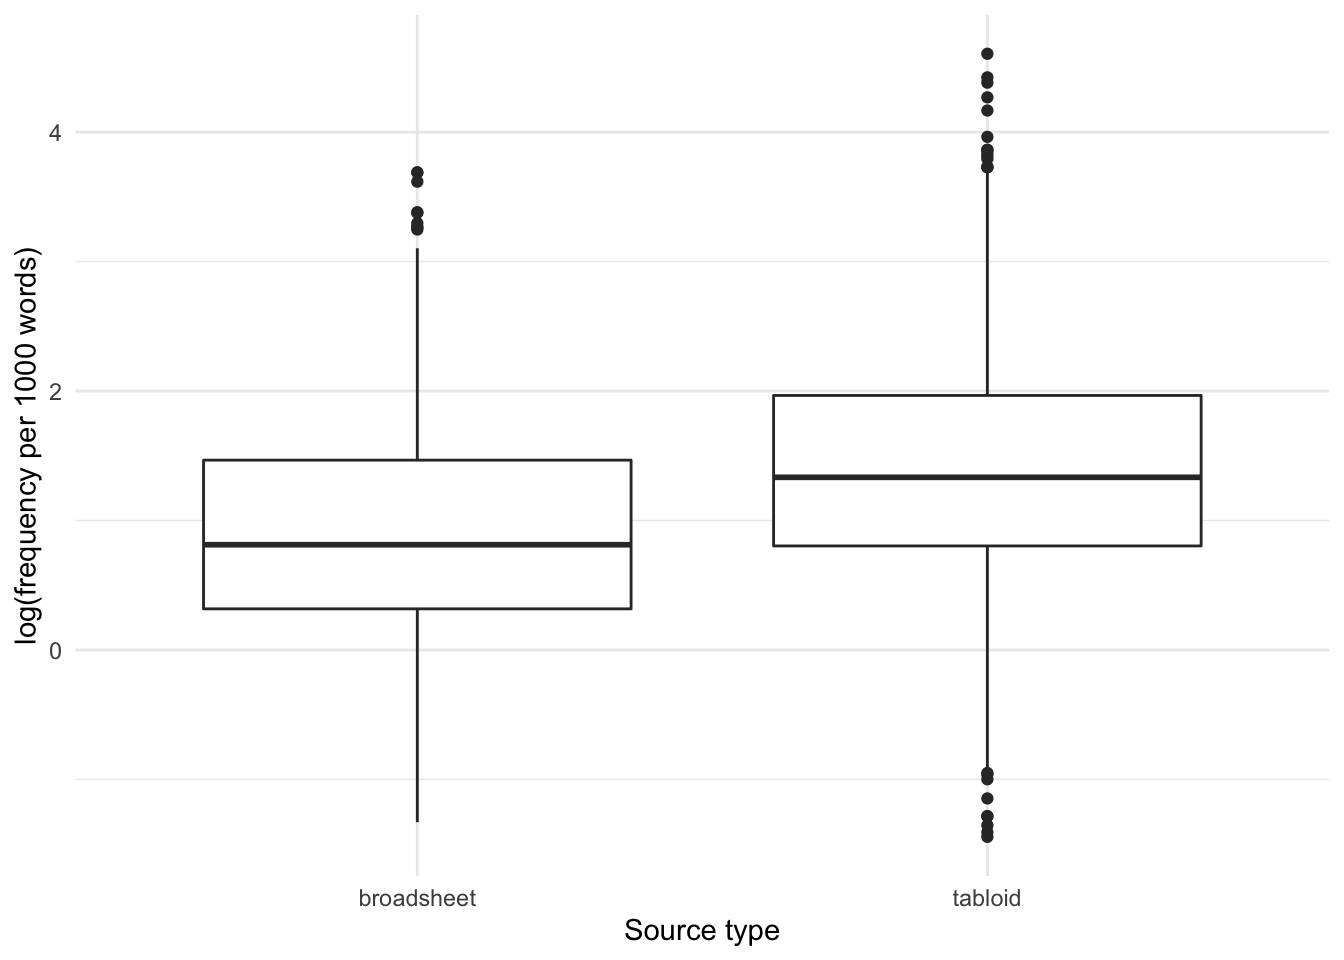 log(frequency per 1000 words)
4
2
0
broadsheet
tabloid
Source type